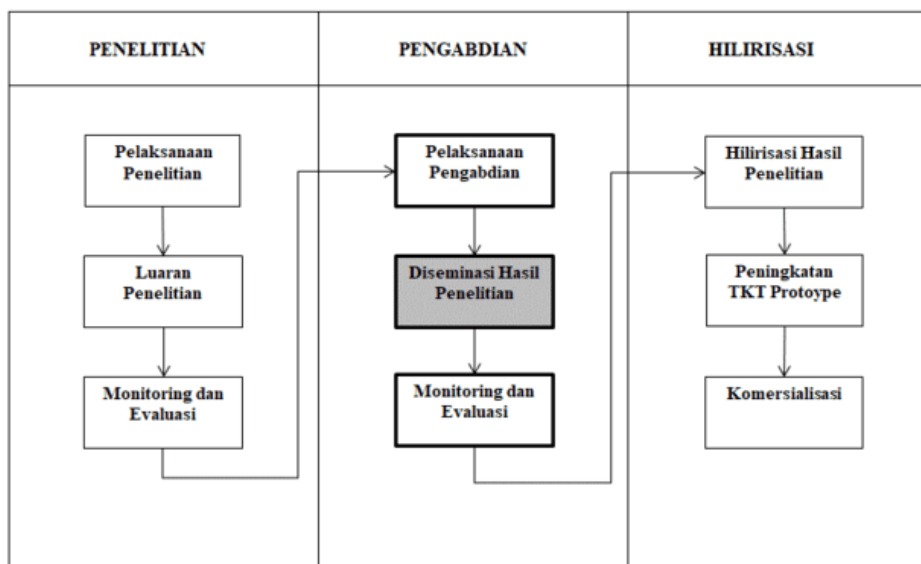 PENELITIAN
PENGABDIAN
HILIRISASI
Pelaksanaan
Penelitian
Luaran
Penelitian
Monitoring dan
Evaluasi
Pelaksanaan
Pengabdian
Diseminasi Hasil
Penelitian
Monitoring dan
Evaluasi
Hilirisasi Hasil
Penelitian
Peningkatan
TKT Protoype
Komersialisasi